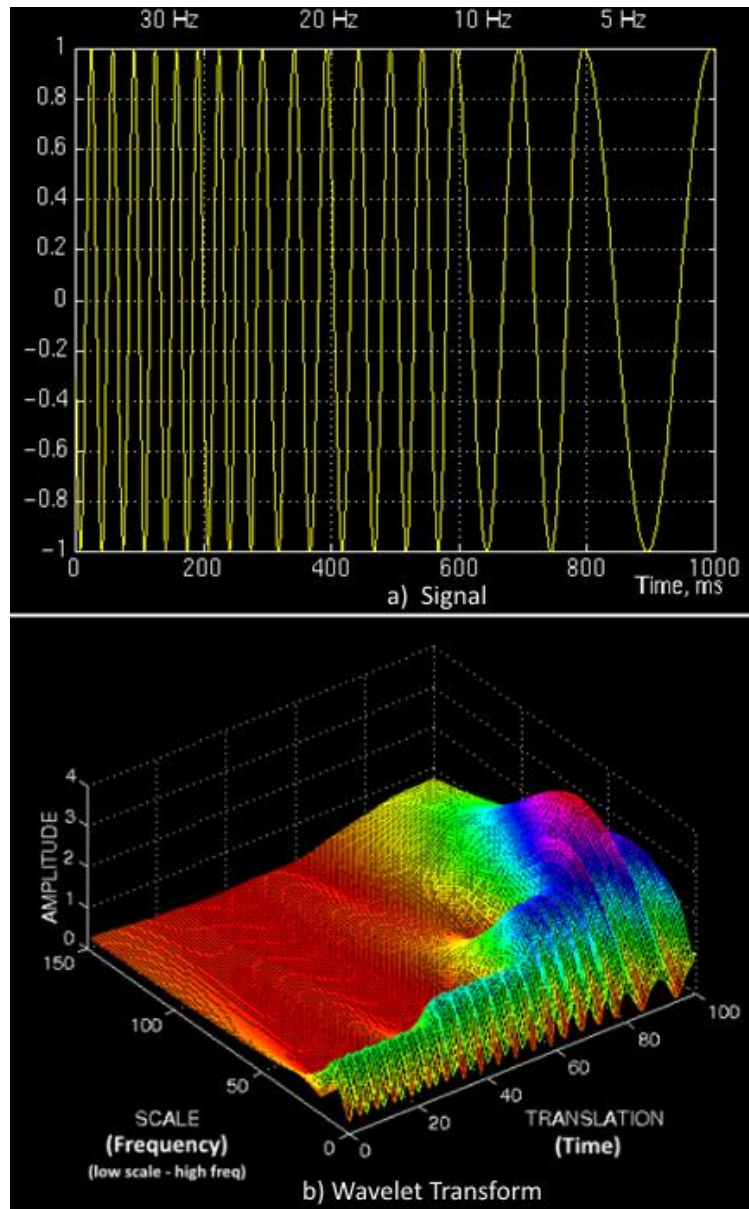 30 Hz 20 Hz 10 Hz 5 Hz
1
0.8
0.6
0.4
0.2
0
−0.2
−0.4
−0.6
−0.8
−1
0 200 400 600 800 1000
Time, ms
a) Signal
4
3
2
1
0
AMPLITUDE
150
100
50
0
0
20
40
60
80
100
SCALE
(Frequency)
(low scale - high freq)
TRANSLATION
(Time)
b) Wavelet Transform